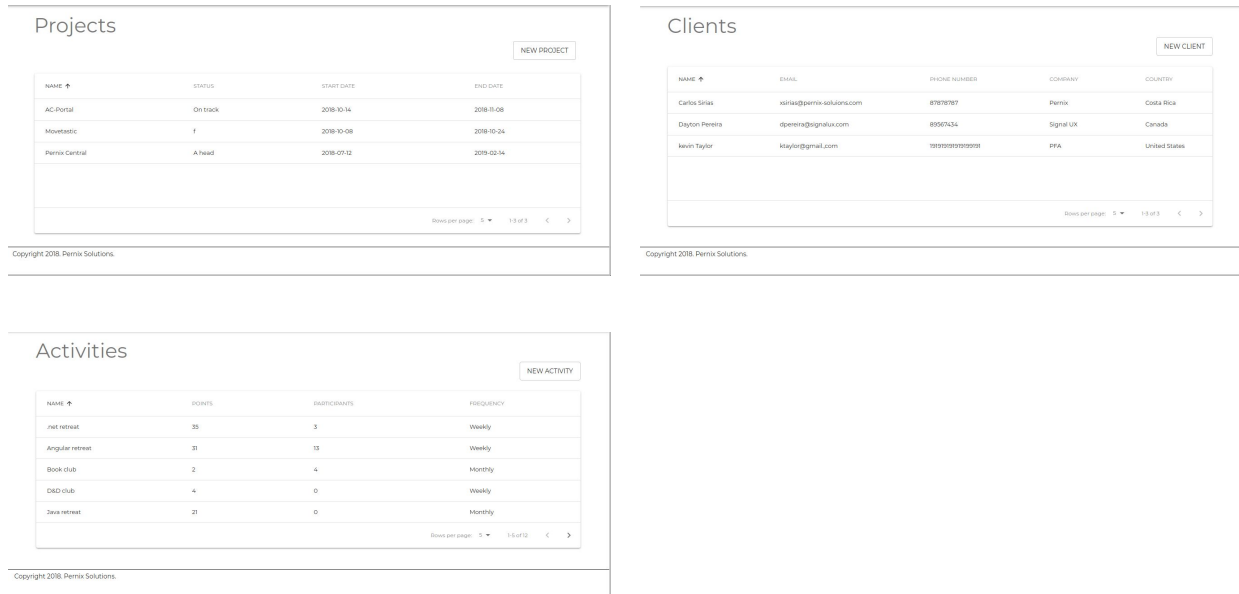 Projects
NEW PROJECT
NAME ↑ STATUS START DATE END DATE
AC-Portal On track 2018-10-14 2018-11-08
Movetastic f 2018-10-08 2018-10-24
Pernix Central A head 2018-07-12 2019-02-14
Rows per page: 5 1-3 of 3
Copyright 2018. Pernix Solutions.
Clients
NEW CLIENT
NAME ↑ EMAIL PHONE NUMBER COMPANY COUNTRY
Carlos Sirias xsirias@pernix-soluions.com 87878787 Pernix Costa Rica
Dayton Pereira dpereira@signalux.com 89567434 Signal UX Canada
kevin Taylor ktaylor@gmail.,com PFA United States
Rows per page: 5 1-3 of 3
Copyright 2018. Pernix Solutions.
Activities
NEW ACTIVITY
NAME ↑ POINTS PARTICIPANTS FREQUENCY
.net retreat 35 3 Weekly
Angular retreat 31 13 Weekly
Book club 2 4 Monthly
D&D club 4 0 Weekly
Java retreat 21 0 Monthly
Rows per page: 5 1-5 of 12
Copyright 2018. Pernix Solutions.